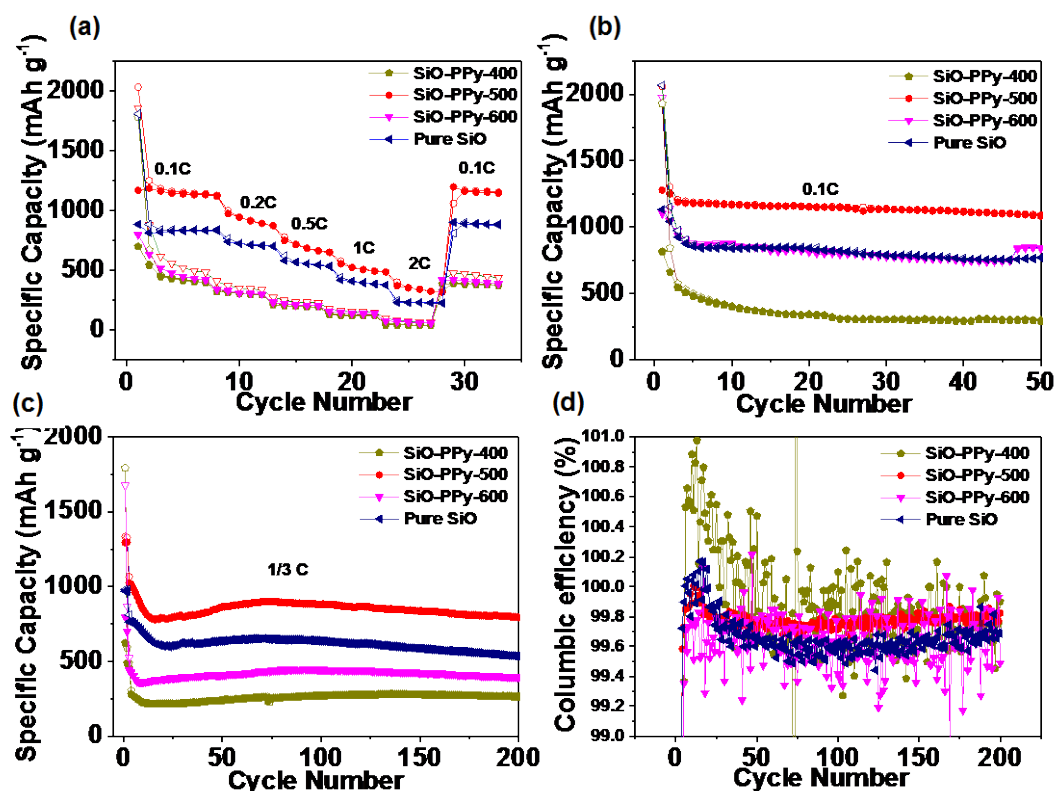 (a)
Specific Capacity (mAh g-1)
2000
1500
1000
500
0
SiO-PPy-400
SiO-PPy-500
SiO-PPy-600
Pure SiO
0.1C
0.2C
0.5C
1C
2C
0.1C
0 10 20 30
Cycle Number
(b)
Specific Capacity (mAh g-1)
2000
1500
1000
500
0
SiO-PPy-400
SiO-PPy-500
SiO-PPy-600
Pure SiO
0.1C
0 10 20 30 40 50
Cycle Number
(c)
Specific Capacity (mAh g-1)
2000
1500
1000
500
0
SiO-PPy-400
SiO-PPy-500
SiO-PPy-600
Pure SiO
1/3 C
0 50 100 150 200
Cycle Number
(d)
Columbic efficiency (%)
101.0
100.8
100.6
100.4
100.2
100.0
99.8
99.6
99.4
99.2
99.0
SiO-PPy-400
SiO-PPy-500
SiO-PPy-600
Pure SiO
0 50 100 150 200
Cycle Number